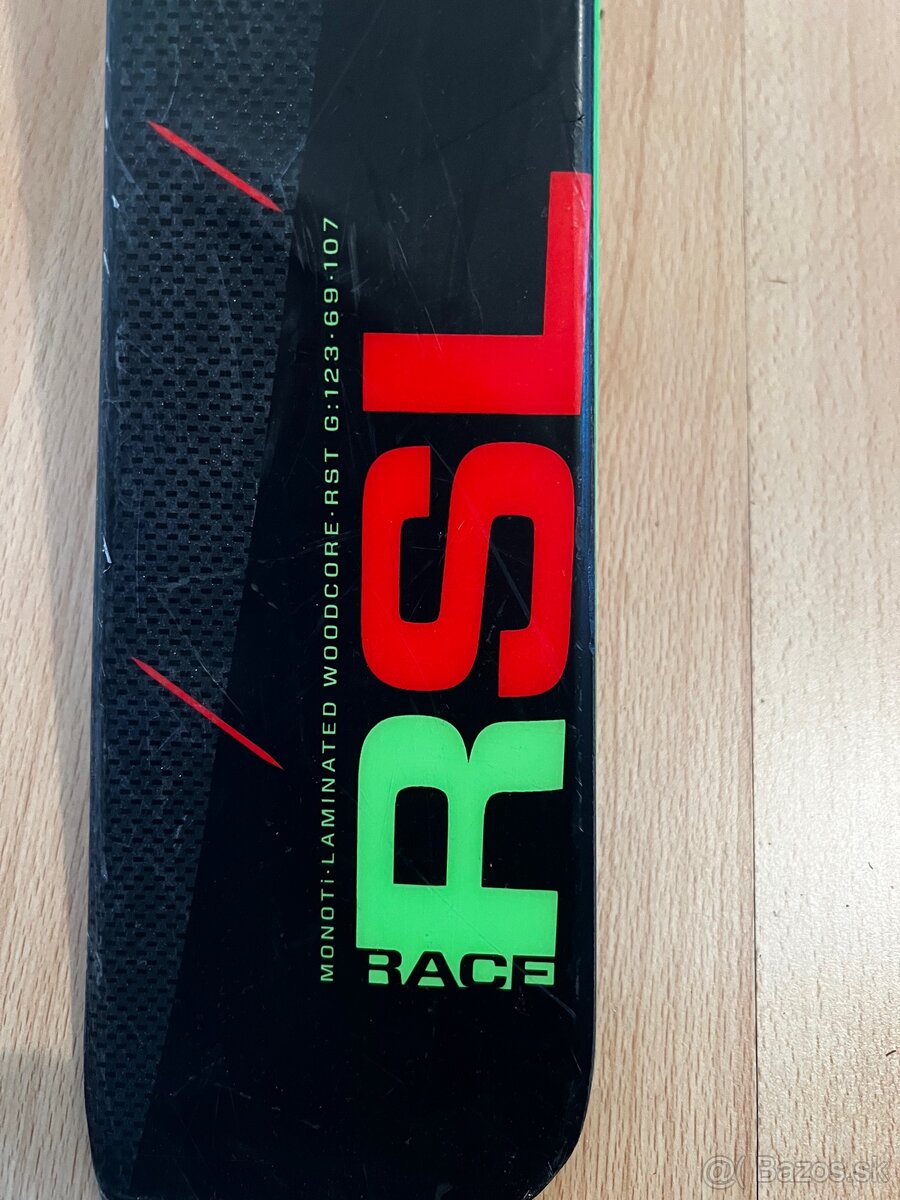 MONOTi·LAMINATED WOODCORE·RST G:123·69·107
RSL
RACE
@( Bazos.sk